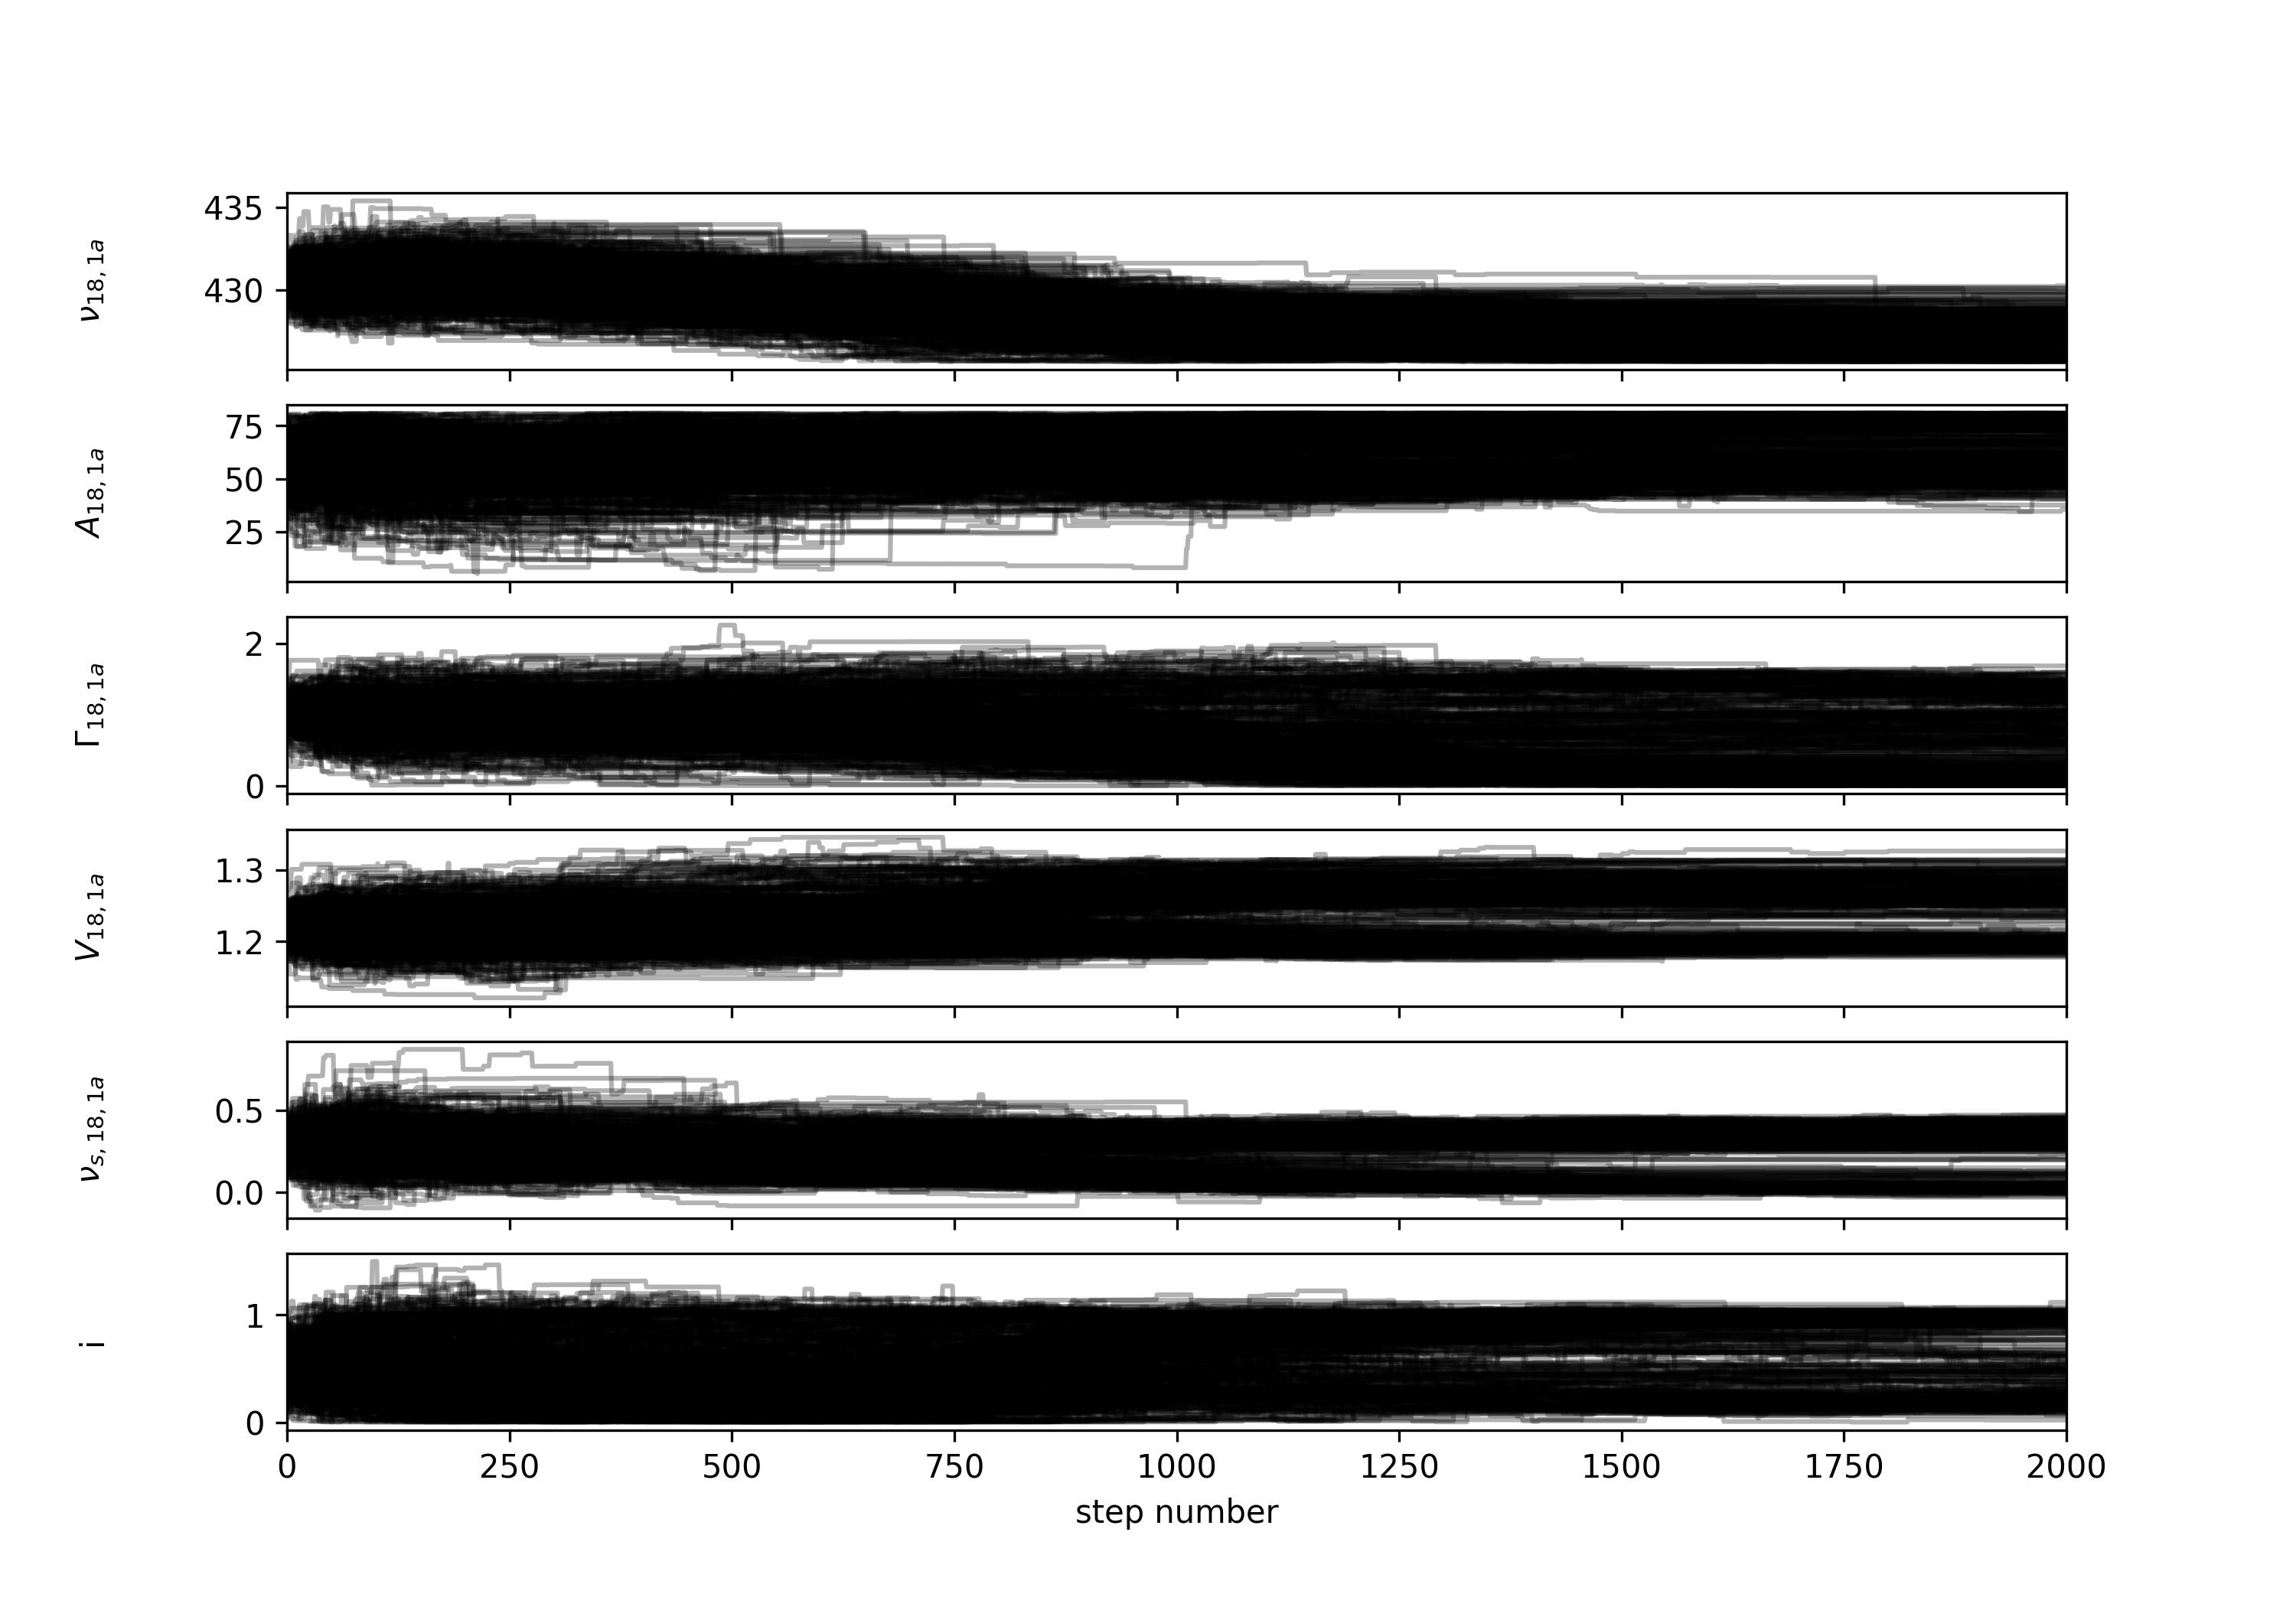 435
430
ν₁₈,₁ₐ
75
50
25
A₁₈,₁ₐ
2
0
Γ₁₈,₁ₐ
1.3
1.2
V₁₈,₁ₐ
0.5
0.0
νₛ,₁₈,₁ₐ
1
0
i
0 250 500 750 1000 1250 1500 1750 2000
step number